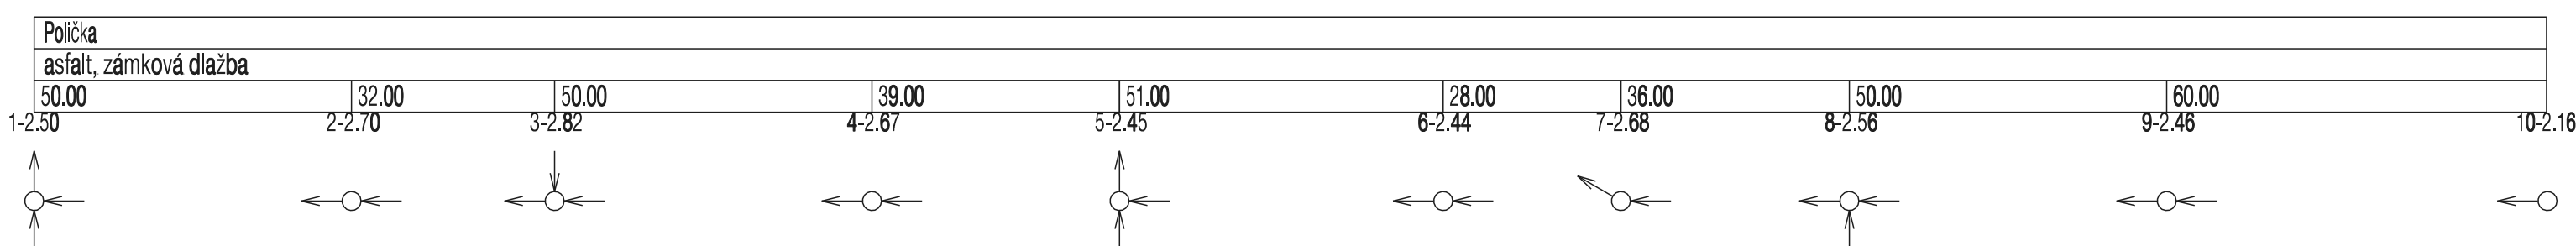 Polička
asfalt, zámková dlažba
50.00 32.00 50.00 39.00 51.00 28.00 36.00 50.00 60.00
1-2.50 2-2.70 3-2.82 4-2.67 5-2.45 6-2.44 7-2.68 8-2.56 9-2.46 10-2.16